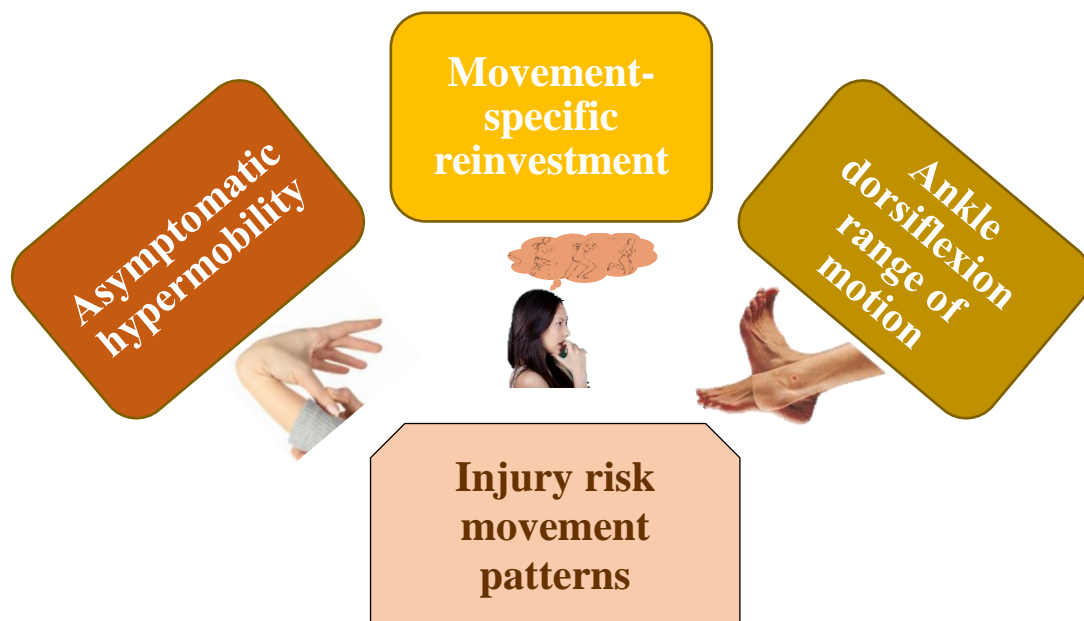 Movement-
specific
reinvestment
Asymptomatic
hypermobility
Ankle
dorsiflexion
range of
motion
Injury risk
movement
patterns